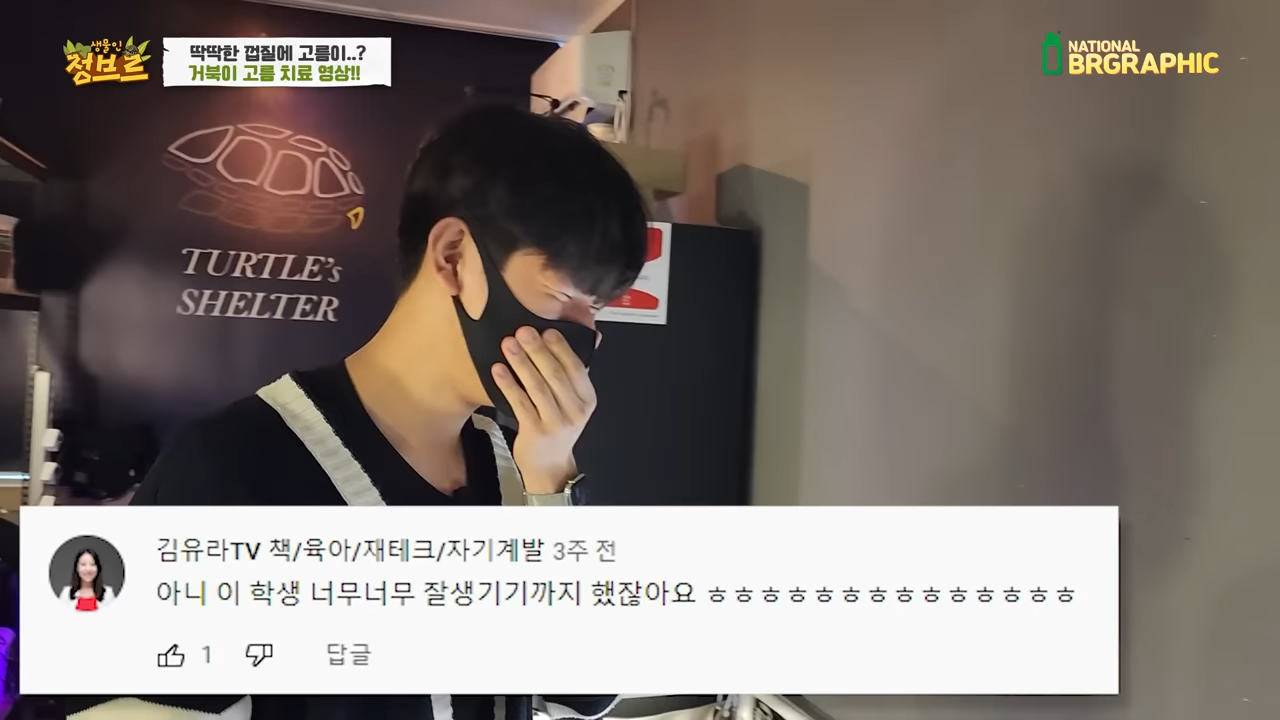 생물인
정브르
딱딱한 껍질에 고름이..?
거북이 고름 치료 영상!!
NATIONAL
BRGRAPHIC
TURTLE's
SHELTER
김유라TV 책/육아/재테크/자기계발 3주 전
아니 이 학생 너무너무 잘생기기까지 했잖아요 ㅎㅎㅎㅎㅎㅎㅎㅎㅎㅎㅎㅎㅎㅎ
1
답글